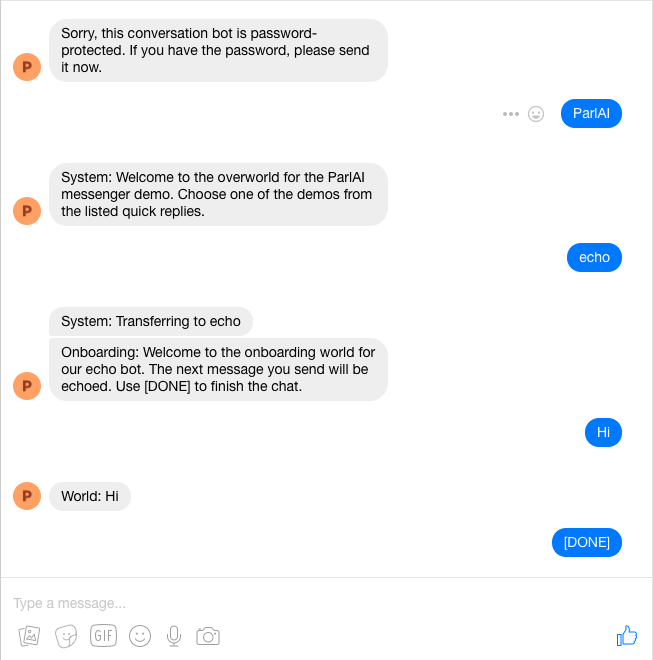 Sorry, this conversation bot is password-
protected. If you have the password, please send
it now.
P
ParlAI
System: Welcome to the overworld for the ParlAI
messenger demo. Choose one of the demos from
the listed quick replies.
P
echo
System: Transferring to echo
Onboarding: Welcome to the onboarding world for
our echo bot. The next message you send will be
echoed. Use [DONE] to finish the chat.
P
Hi
P
World: Hi
[DONE]
Type a message...
GIF